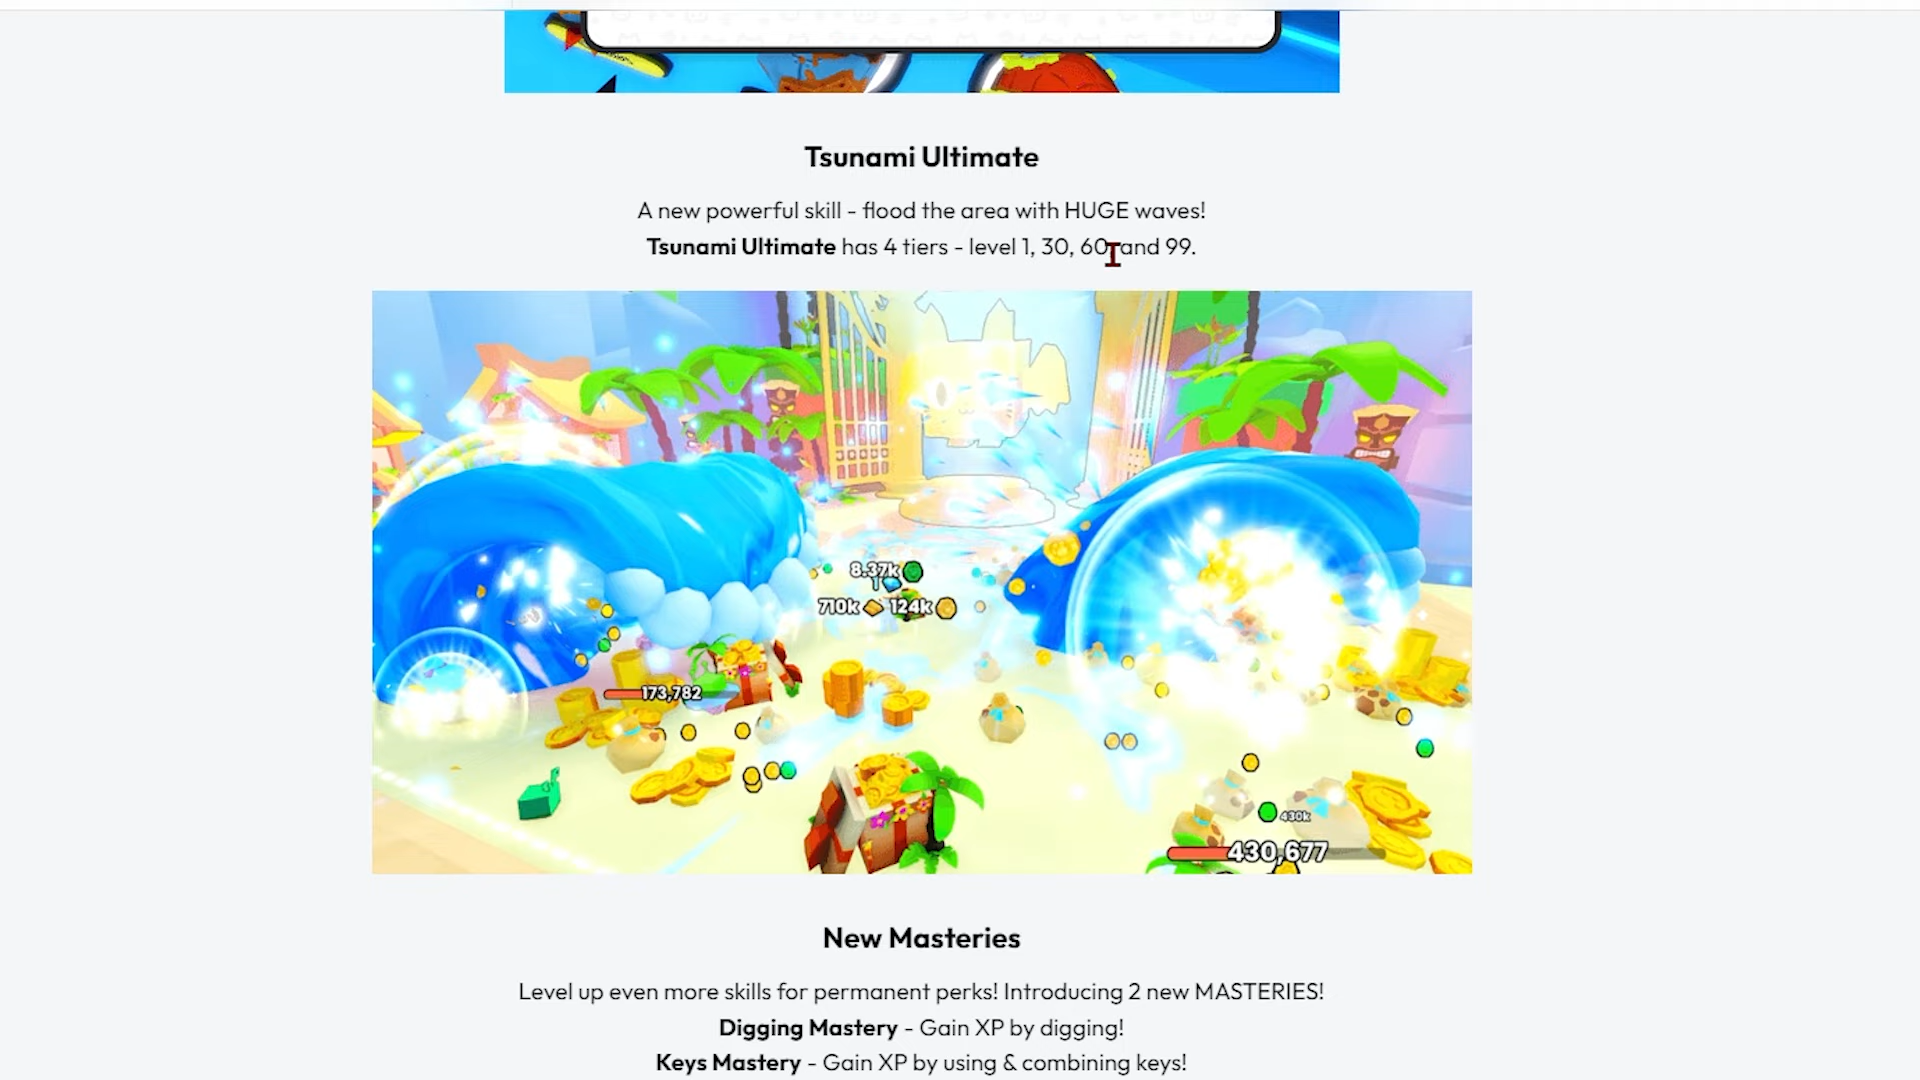 Tsunami Ultimate
A new powerful skill - flood the area with HUGE waves!
Tsunami Ultimate has 4 tiers - level 1, 30, 60, and 99.
8.37k
710k 124k
173,782
430k
430,677
New Masteries
Level up even more skills for permanent perks! Introducing 2 new MASTERIES!
Digging Mastery - Gain XP by digging!
Keys Mastery - Gain XP by using & combining keys!